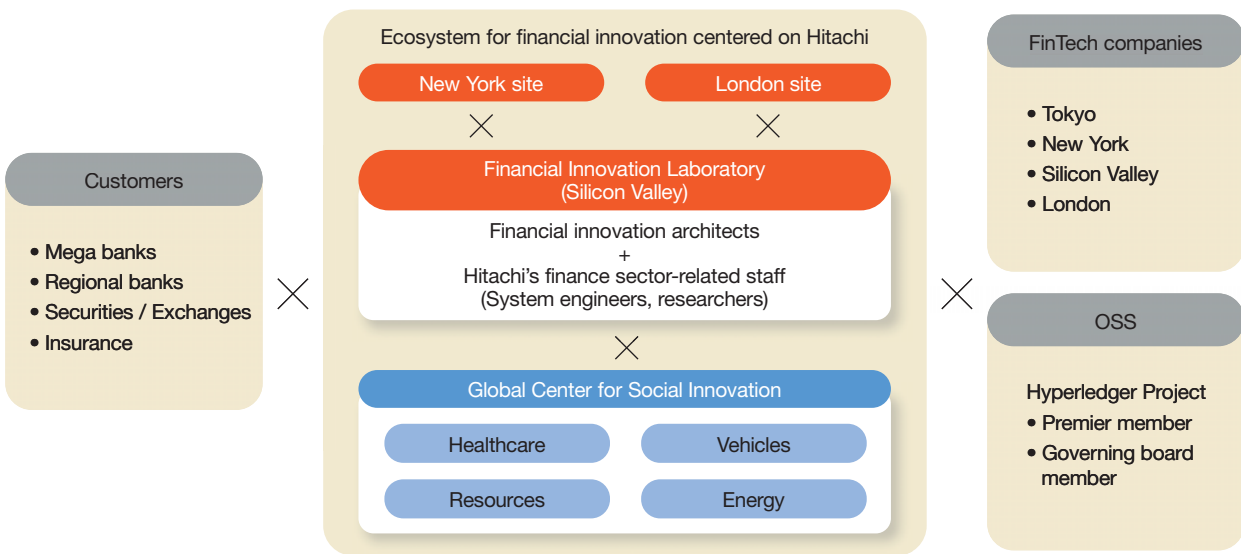 Customers
• Mega banks
• Regional banks
• Securities / Exchanges
• Insurance
Ecosystem for financial innovation centered on Hitachi
New York site
London site
Financial Innovation Laboratory
(Silicon Valley)
Financial innovation architects
+
Hitachi's finance sector-related staff
(System engineers, researchers)
Global Center for Social Innovation
Healthcare
Vehicles
Resources
Energy
FinTech companies
• Tokyo
• New York
• Silicon Valley
• London
OSS
Hyperledger Project
• Premier member
• Governing board
member